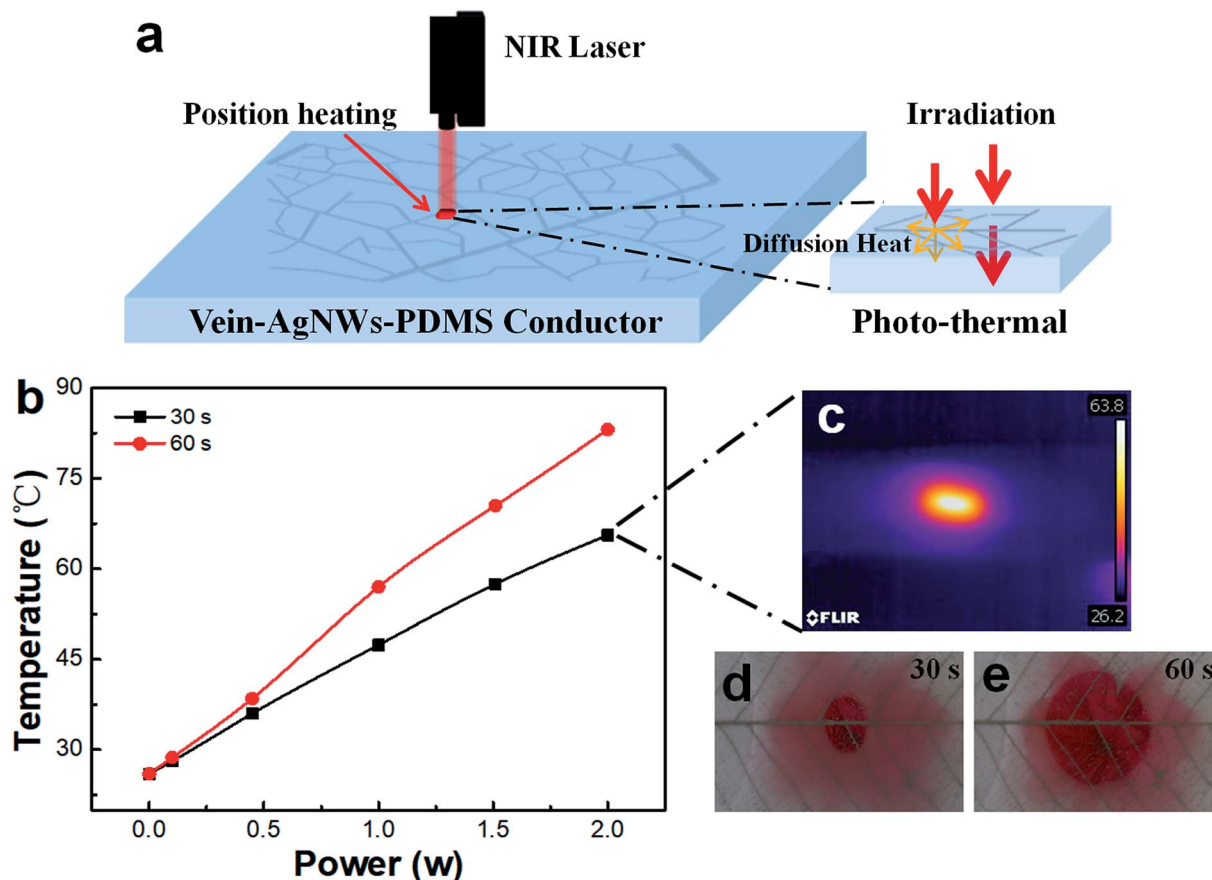 a
NIR Laser
Position heating
Irradiation
Diffusion Heat
Vein-AgNWs-PDMS Conductor
Photo-thermal
b
30 s
60 s
90
75
60
45
30
Temperature (℃)
0.0 0.5 1.0 1.5 2.0
Power (w)
c
63.8
26.2
FLIR
d
30 s
e
60 s